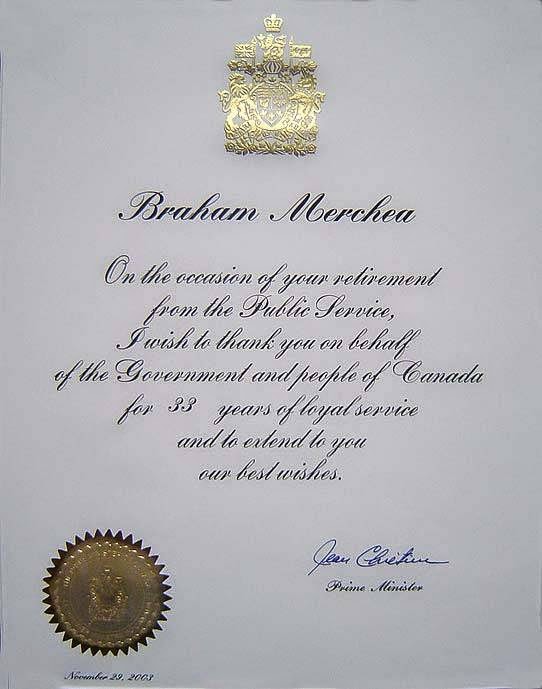 Braham Merchea
On the occasion of your retirement
from the Public Service,
I wish to thank you on behalf
of the Government and people of Canada
for 33 years of loyal service
and to extend to you
our best wishes.
Jean Chrétien
Prime Minister
November 29, 2003